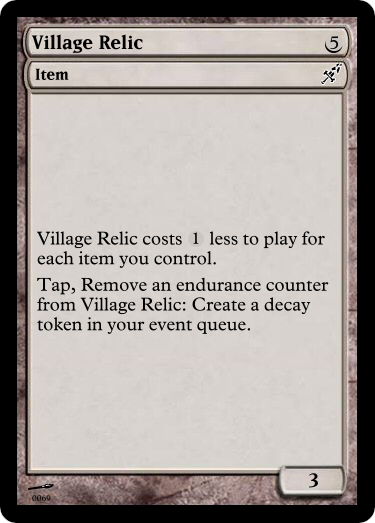 Village Relic 5
Item
Village Relic costs 1 less to play for
each item you control.
Tap, Remove an endurance counter
from Village Relic: Create a decay
token in your event queue.
3
0069